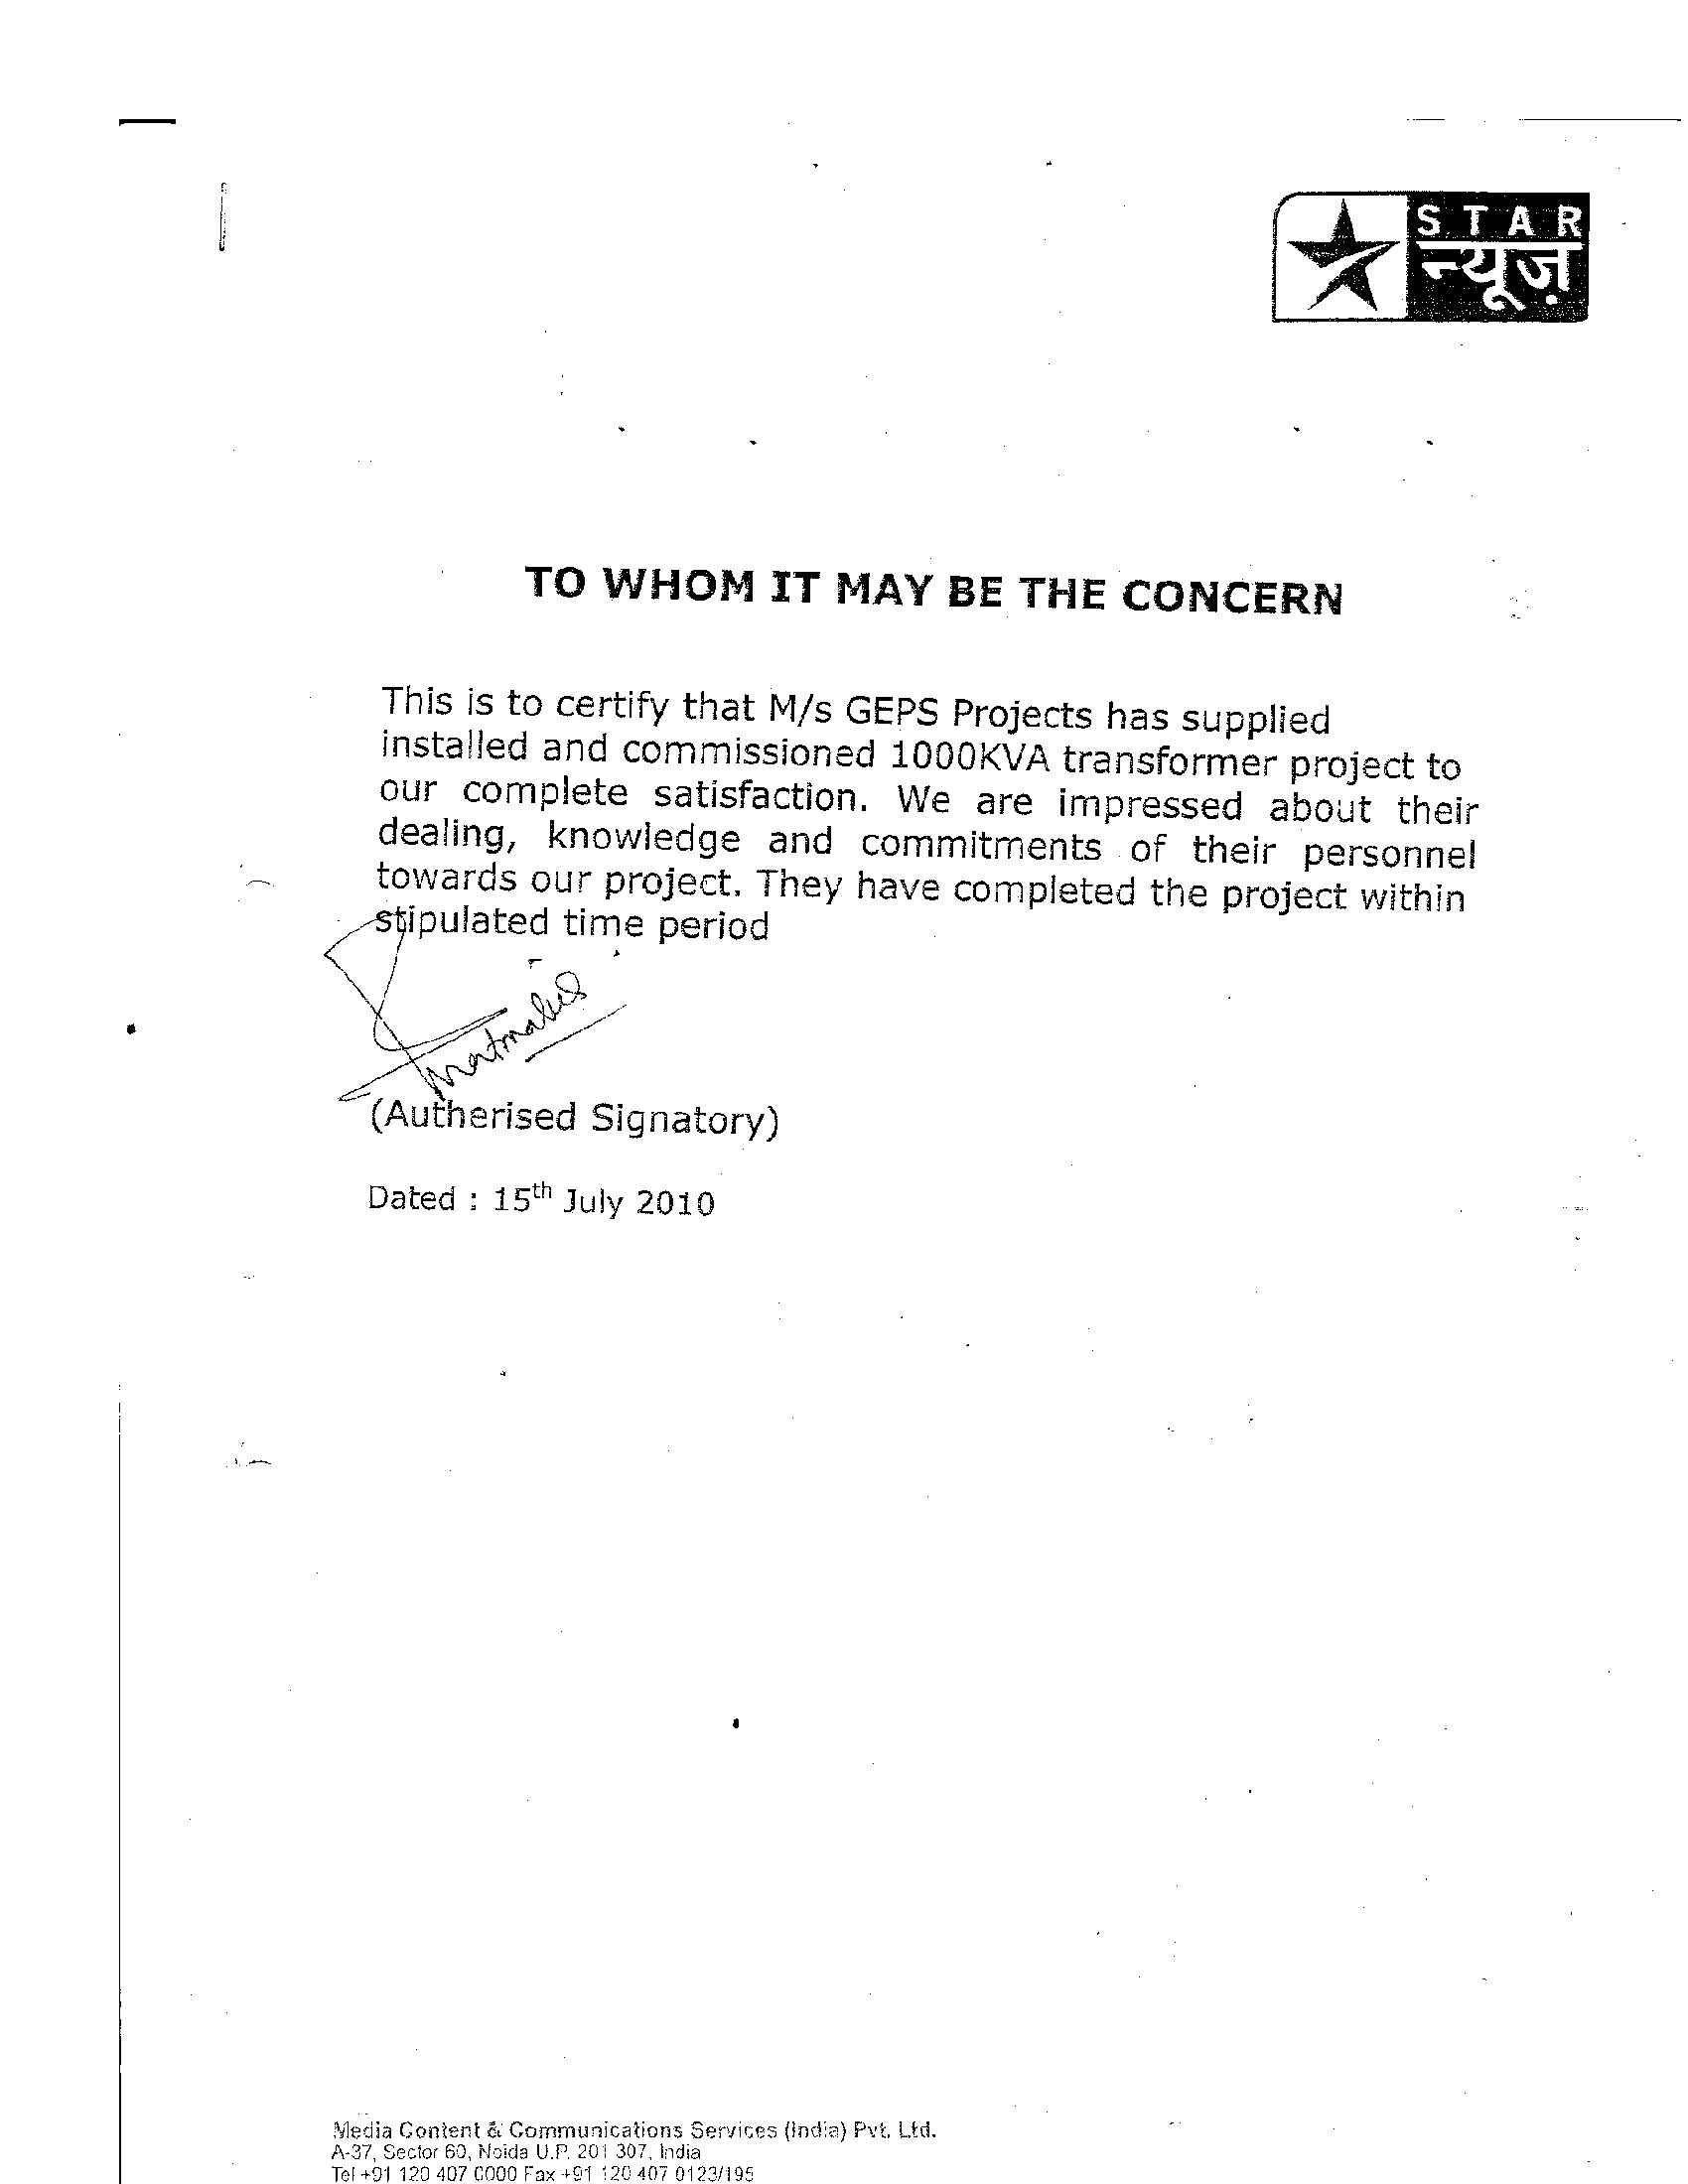 STAR
न्यूज़
TO WHOM IT MAY BE THE CONCERN
This is to certify that M/s GEPS Projects has supplied
installed and commissioned 1000KVA transformer project to
our complete satisfaction. We are impressed about their
dealing, knowledge and commitments of their personnel
towards our project. They have completed the project within
stipulated time period
(Autherised Signatory)
Dated : 15th July 2010
Media Content & Communications Services (India) Pvt. Ltd.
A-37, Sector 60, Noida U.P. 201 307, India
Tel +91 120 407 0000 Fax +91 120 407 0123/195